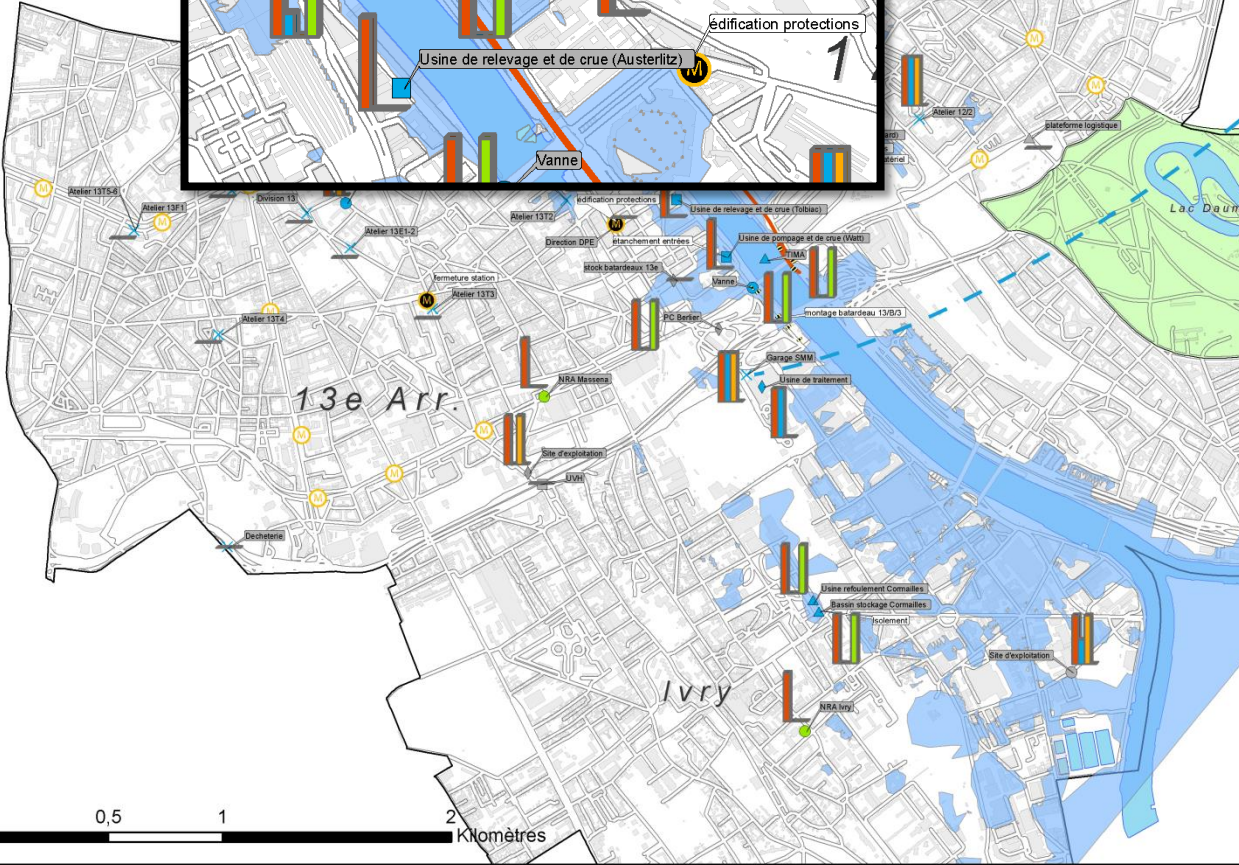 édification protections
1
M
Usine de relevage et de crue (Austerlitz)
Vanne
Atelier 12/2
plateforme logistique
M
M
M
Lac Daum
M
Atelier 13T5-6
Atelier 13F1
M
Division 13
Atelier 13E1-2
Atelier 13T2
édification protections
Usine de relevage et de crue (Tolbiac)
M
Direction DPE
étanchement entrées
Usine de pompage et de crue (Watt)
TIMA
stock batardeaux 13e
Vanne
fermeture station
M
Atelier 13T3
montage batardeau 13/B/3
M
Atelier 13T4
PC Berlier
Garage SMM
Usine de traitement
NRA Massena
13e Arr.
M
M
M
M
Site d'exploitation
UVH
Decheterie
Usine refoulement Cornailles
Bassin stockage Cornailles
Isolement
Site d'exploitation
Ivry
NRA Ivry
0,5
1
2
Kilomètres